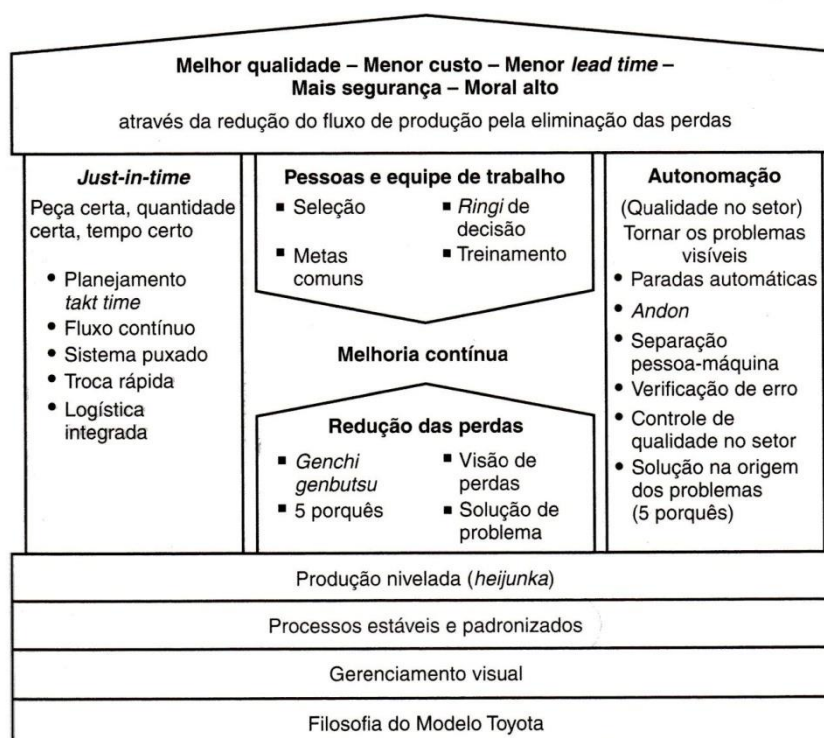 Melhor qualidade – Menor custo – Menor lead time –
Mais segurança – Moral alto
através da redução do fluxo de produção pela eliminação das perdas
Just-in-time
Peça certa, quantidade
certa, tempo certo
• Planejamento
takt time
• Fluxo contínuo
• Sistema puxado
• Troca rápida
• Logística
integrada
Pessoas e equipe de trabalho
▪ Seleção
▪ Ringi de
decisão
▪ Metas
comuns
▪ Treinamento
Melhoria contínua
Redução das perdas
▪ Genchi
genbutsu
▪ Visão de
perdas
▪ 5 porquês
▪ Solução de
problema
Autonomação
(Qualidade no setor)
Tornar os problemas
visíveis
• Paradas automáticas
• Andon
• Separação
pessoa-máquina
• Verificação de erro
• Controle de
qualidade no setor
• Solução na origem
dos problemas
(5 porquês)
Produção nivelada (heijunka)
Processos estáveis e padronizados
Gerenciamento visual
Filosofia do Modelo Toyota